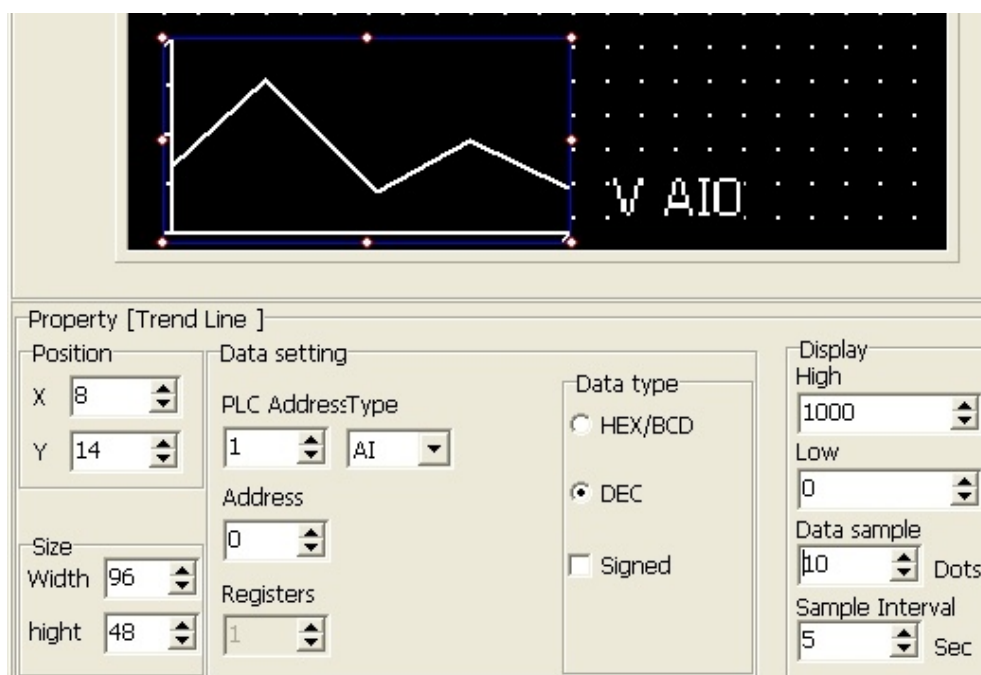 V AI0
Property [Trend Line ]
Position
X 8
Y 14
Size
Width 96
hight 48
Data setting
PLC Address Type
1 AI
Address
0
Registers
1
Data type
HEX/BCD
DEC
Signed
Display
High
1000
Low
0
Data sample
10 Dots
Sample Interval
5 Sec